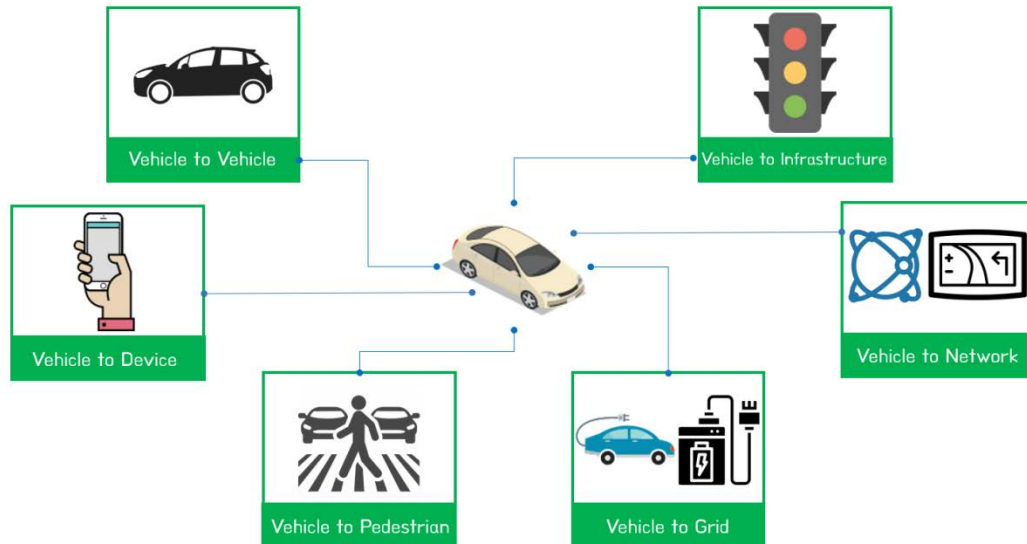 Vehicle to Vehicle
Vehicle to Infrastructure
Vehicle to Device
Vehicle to Network
Vehicle to Pedestrian
Vehicle to Grid